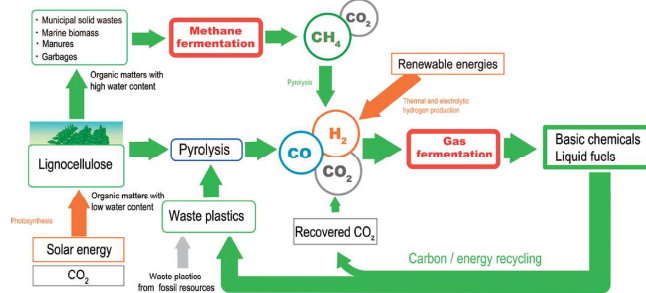 • Municipal solid wastes
• Marine biomass
• Manures
• Garbages
Methane
fermentation
CH4
CO2
Organic matters with
high water content
Pyrolysis
Renewable energies
Thermal and electrolytic
hydrogen production
Lignocellulose
Pyrolysis
CO
H2
CO2
Gas
fermentation
Basic chemicals
Liquid fuels
Photosynthesis
Organic matters with
low water content
Waste plastics
Recovered CO2
Solar energy
CO2
Waste plastics
from fossil resources
Carbon / energy recycling